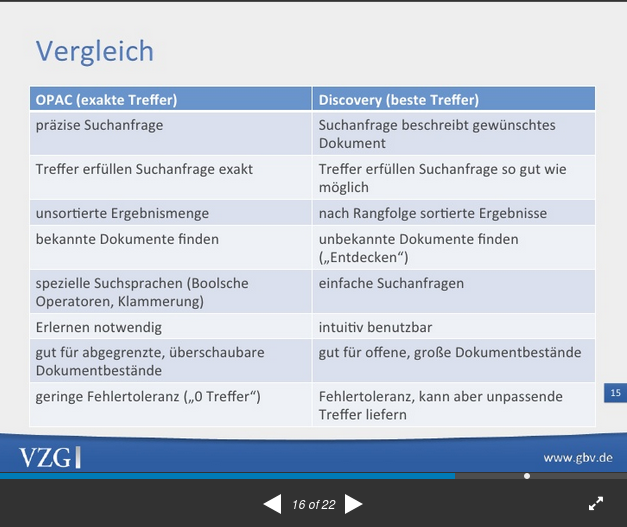 Vergleich
OPAC (exakte Treffer)
Discovery (beste Treffer)
präzise Suchanfrage
Suchanfrage beschreibt gewünschtes
Dokument
Treffer erfüllen Suchanfrage exakt
Treffer erfüllen Suchanfrage so gut wie
möglich
unsortierte Ergebnismenge
nach Rangfolge sortierte Ergebnisse
bekannte Dokumente finden
unbekannte Dokumente finden
(„Entdecken“)
spezielle Suchsprachen (Boolsche
Operatoren, Klammerung)
einfache Suchanfragen
Erlernen notwendig
intuitiv benutzbar
gut für abgegrenzte, überschaubare
Dokumentbestände
gut für offene, große Dokumentbestände
geringe Fehlertoleranz („0 Treffer“)
Fehlertoleranz, kann aber unpassende
Treffer liefern
15
VZG
www.gbv.de
16 of 22